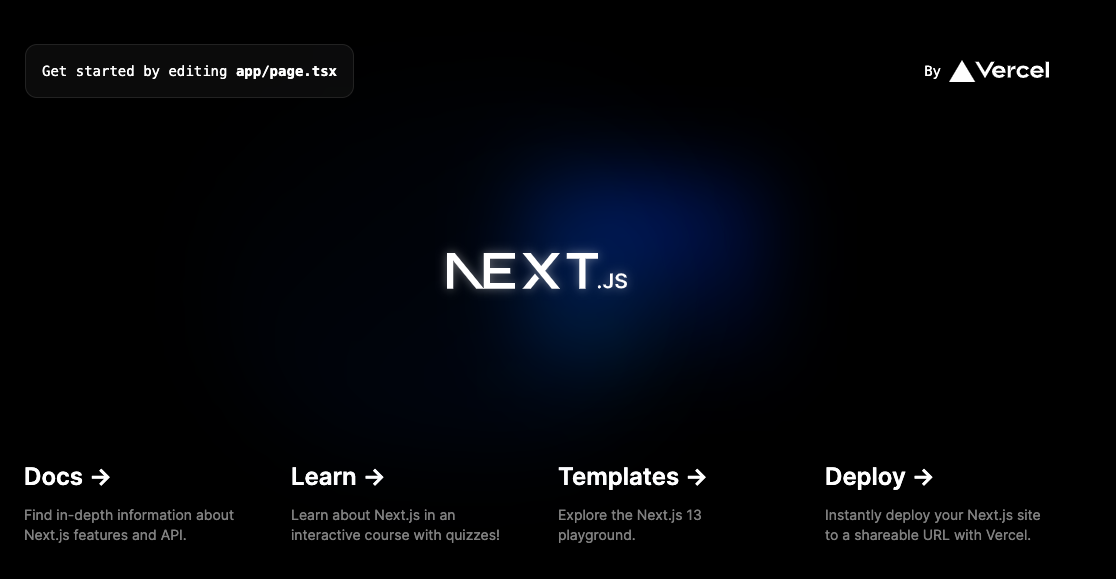 Get started by editing app/page.tsx
By Vercel
NEXT.JS
Docs →
Find in-depth information about
Next.js features and API.
Learn →
Learn about Next.js in an
interactive course with quizzes!
Templates →
Explore the Next.js 13
playground.
Deploy →
Instantly deploy your Next.js site
to a shareable URL with Vercel.